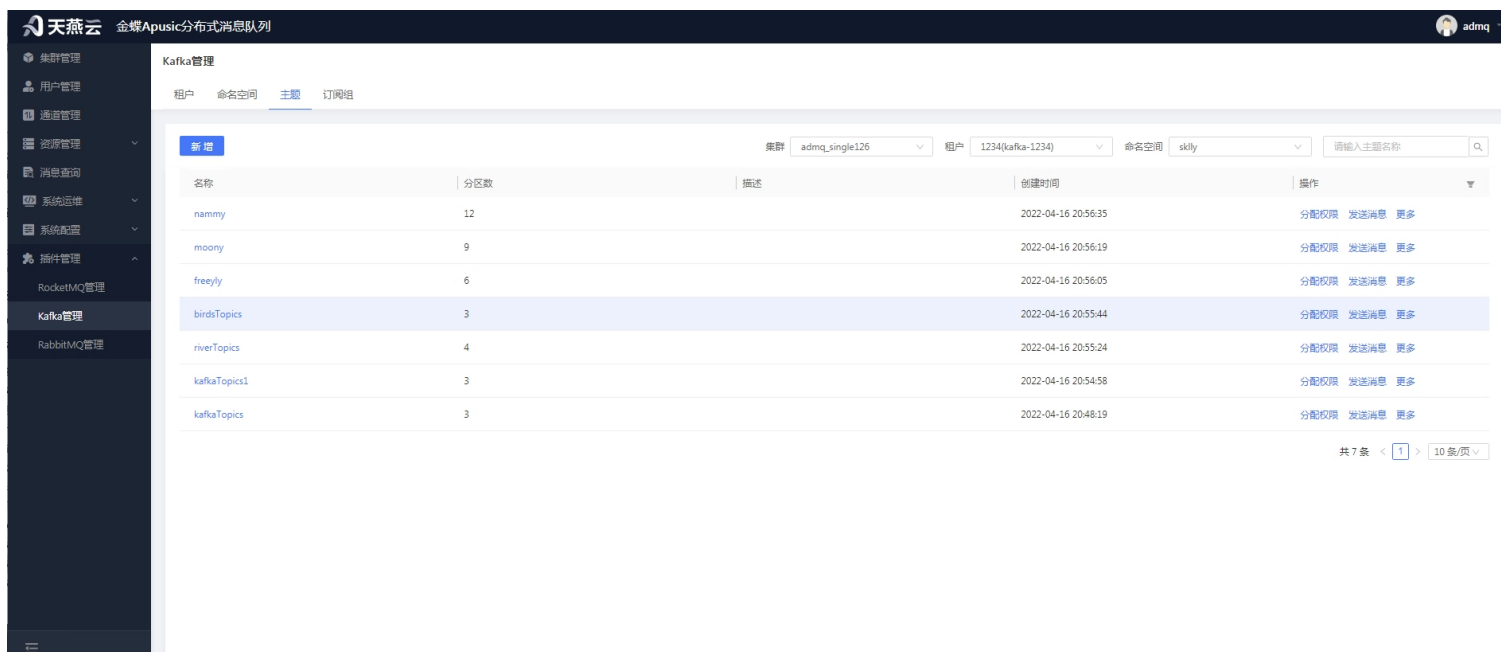 天燕云 金蝶Apusic分布式消息队列 admq
集群管理
用户管理
通道管理
资源管理
消息查询
系统运维
系统配置
插件管理
RocketMQ管理
Kafka管理
RabbitMQ管理
Kafka管理
租户 命名空间 主题 订阅组
新增 集群 admq_single126 租户 1234(kafka-1234) 命名空间 sklly 请输入主题名称
名称 分区数 描述 创建时间 操作
nammy 12 2022-04-16 20:56:35 分配权限 发送消息 更多
moony 9 2022-04-16 20:56:19 分配权限 发送消息 更多
freeyly 6 2022-04-16 20:56:05 分配权限 发送消息 更多
birdsTopics 3 2022-04-16 20:55:44 分配权限 发送消息 更多
riverTopics 4 2022-04-16 20:55:24 分配权限 发送消息 更多
kafkaTopics1 3 2022-04-16 20:54:58 分配权限 发送消息 更多
kafkaTopics 3 2022-04-16 20:48:19 分配权限 发送消息 更多
共 7 条 < 1 > 10 条/页